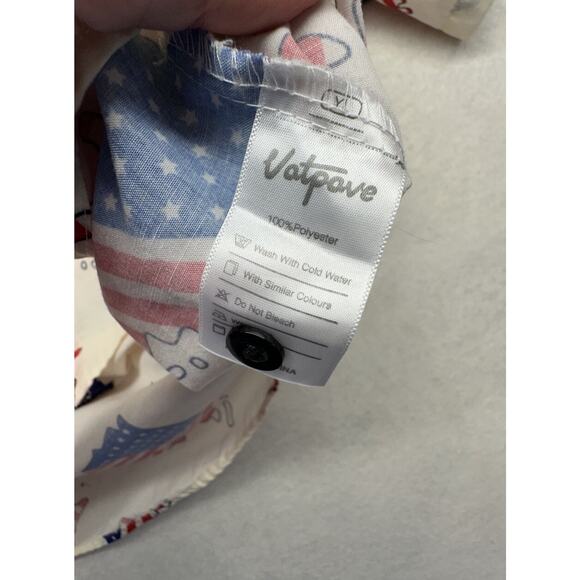 Vatpave
100%Polyester
Wash With Cold Water
With Similar Colours
Do Not Bleach